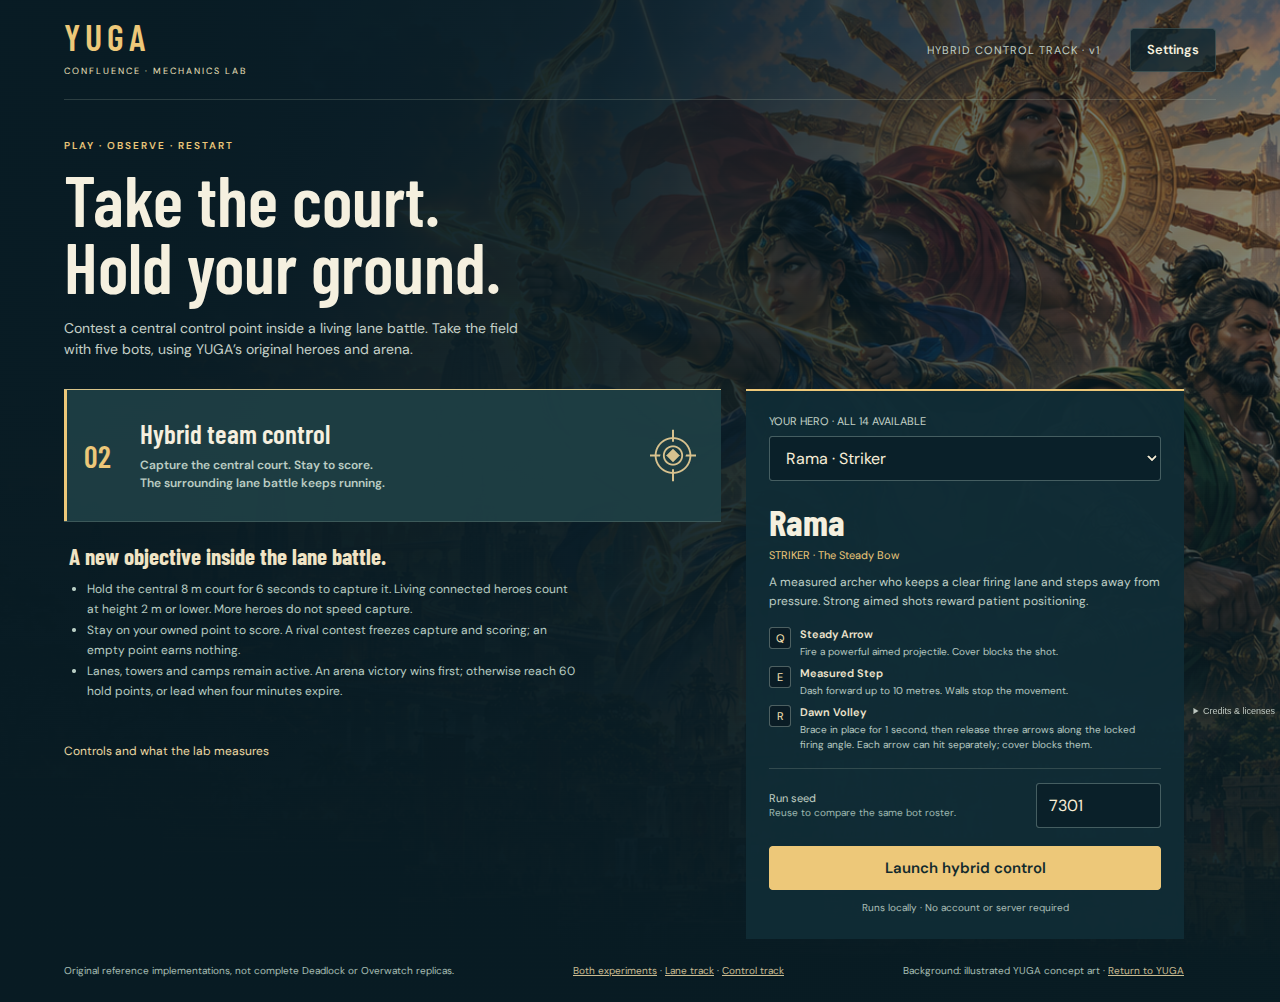 YUGA
CONFLUENCE · MECHANICS LAB
HYBRID CONTROL TRACK · v1
Settings
PLAY · OBSERVE · RESTART
Take the court.
Hold your ground.
Contest a central control point inside a living lane battle. Take the field
with five bots, using YUGA’s original heroes and arena.
02
Hybrid team control
Capture the central court. Stay to score.
The surrounding lane battle keeps running.
A new objective inside the lane battle.
• Hold the central 8 m court for 6 seconds to capture it. Living connected heroes count
at height 2 m or lower. More heroes do not speed capture.
• Stay on your owned point to score. A rival contest freezes capture and scoring; an
empty point earns nothing.
• Lanes, towers and camps remain active. An arena victory wins first; otherwise reach 60
hold points, or lead when four minutes expire.
Controls and what the lab measures
YOUR HERO · ALL 14 AVAILABLE
Rama · Striker
Rama
STRIKER · The Steady Bow
A measured archer who keeps a clear firing lane and steps away from
pressure. Strong aimed shots reward patient positioning.
Q
Steady Arrow
Fire a powerful aimed projectile. Cover blocks the shot.
E
Measured Step
Dash forward up to 10 metres. Walls stop the movement.
R
Dawn Volley
Brace in place for 1 second, then release three arrows along the locked
firing angle. Each arrow can hit separately; cover blocks them.
Run seed
Reuse to compare the same bot roster.
7301
Launch hybrid control
Runs locally · No account or server required
▶ Credits & licenses
Original reference implementations, not complete Deadlock or Overwatch replicas.
Both experiments · Lane track · Control track
Background: illustrated YUGA concept art · Return to YUGA